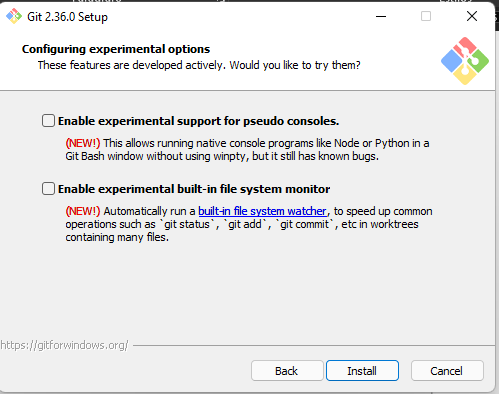 Git 2.36.0 Setup
Configuring experimental options
These features are developed actively. Would you like to try them?
Enable experimental support for pseudo consoles.
(NEW!) This allows running native console programs like Node or Python in a
Git Bash window without using winpty, but it still has known bugs.
Enable experimental built-in file system monitor
(NEW!) Automatically run a built-in file system watcher, to speed up common
operations such as `git status`, `git add`, `git commit`, etc in worktrees
containing many files.
https://gitforwindows.org/
Back
Install
Cancel